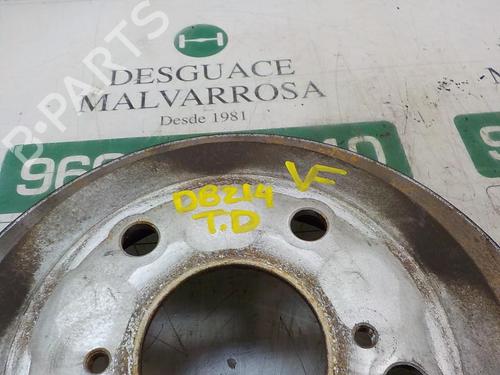 B-PARTS
DESGUACE
MALVARROSA
Desde 1981
VF
DB214
T.D